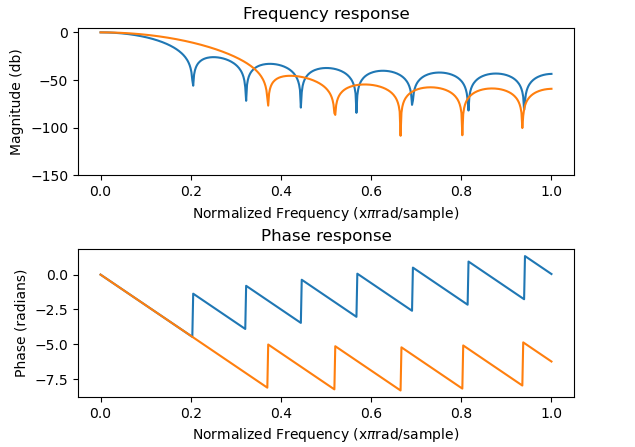 Frequency response
Magnitude (db)
0
−50
−100
−150
0.0 0.2 0.4 0.6 0.8 1.0
Normalized Frequency (xπrad/sample)
Phase response
Phase (radians)
0.0
−2.5
−5.0
−7.5
0.0 0.2 0.4 0.6 0.8 1.0
Normalized Frequency (xπrad/sample)